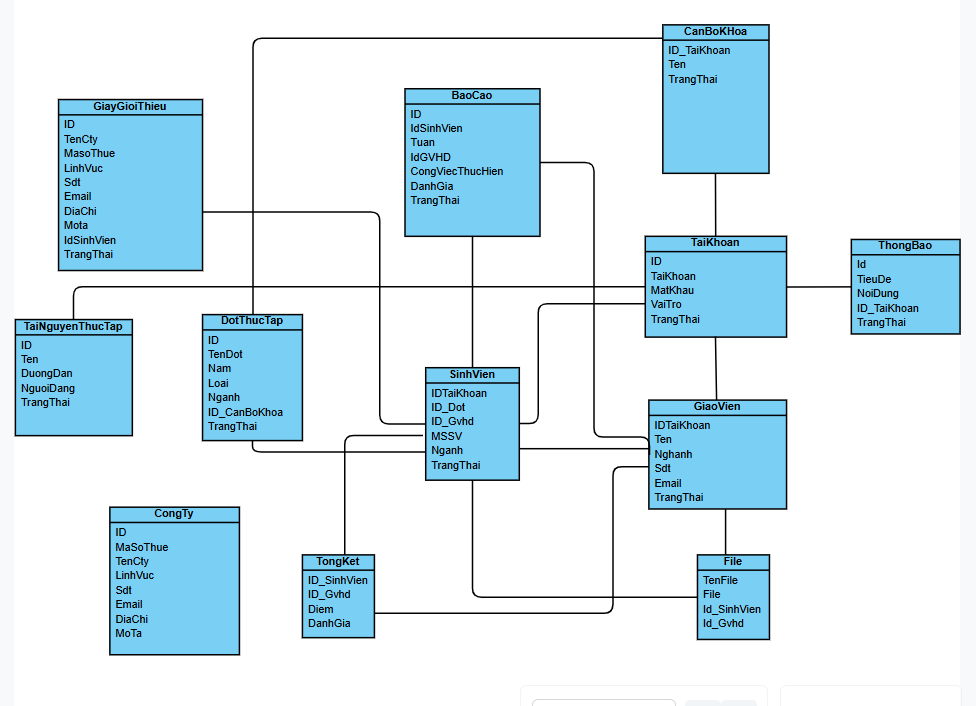 CanBoKHoa
ID_TaiKhoan
Ten
TrangThai
GiayGioiThieu
ID
TenCty
MasoThue
LinhVuc
Sdt
Email
DiaChi
Mota
IdSinhVien
TrangThai
BaoCao
ID
IdSinhVien
Tuan
IdGVHD
CongViecThucHien
DanhGia
TrangThai
TaiKhoan
ID
TaiKhoan
MatKhau
VaiTro
TrangThai
ThongBao
Id
TieuDe
NoiDung
ID_TaiKhoan
TrangThai
TaiNguyenThucTap
ID
Ten
DuongDan
NguoiDang
TrangThai
DotThucTap
ID
TenDot
Nam
Loai
Nganh
ID_CanBoKhoa
TrangThai
SinhVien
IDTaiKhoan
ID_Dot
ID_Gvhd
MSSV
Nganh
TrangThai
GiaoVien
IDTaiKhoan
Ten
Nghanh
Sdt
Email
TrangThai
CongTy
ID
MaSoThue
TenCty
LinhVuc
Sdt
Email
DiaChi
MoTa
TongKet
ID_SinhVien
ID_Gvhd
Diem
DanhGia
File
TenFile
File
Id_SinhVien
Id_Gvhd